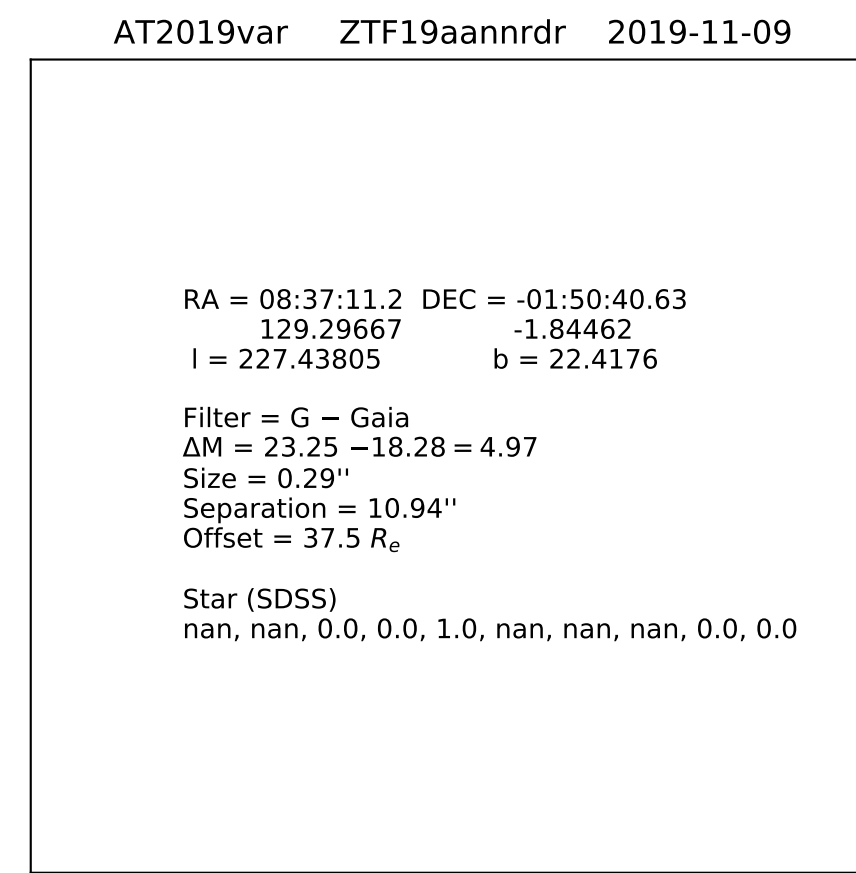 AT2019var ZTF19aannrdr 2019-11-09
RA = 08:37:11.2 DEC = -01:50:40.63
129.29667 -1.84462
l = 227.43805 b = 22.4176
Filter = G − Gaia
ΔM = 23.25 −18.28 = 4.97
Size = 0.29''
Separation = 10.94''
Offset = 37.5 Re
Star (SDSS)
nan, nan, 0.0, 0.0, 1.0, nan, nan, nan, 0.0, 0.0